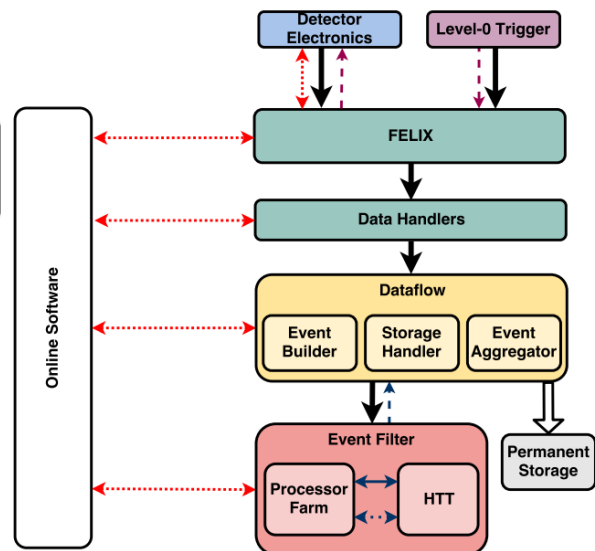 Detector
Electronics
Level-0 Trigger
FELIX
Data Handlers
Online Software
Dataflow
Event
Builder
Storage
Handler
Event
Aggregator
Event Filter
Processor
Farm
HTT
Permanent
Storage